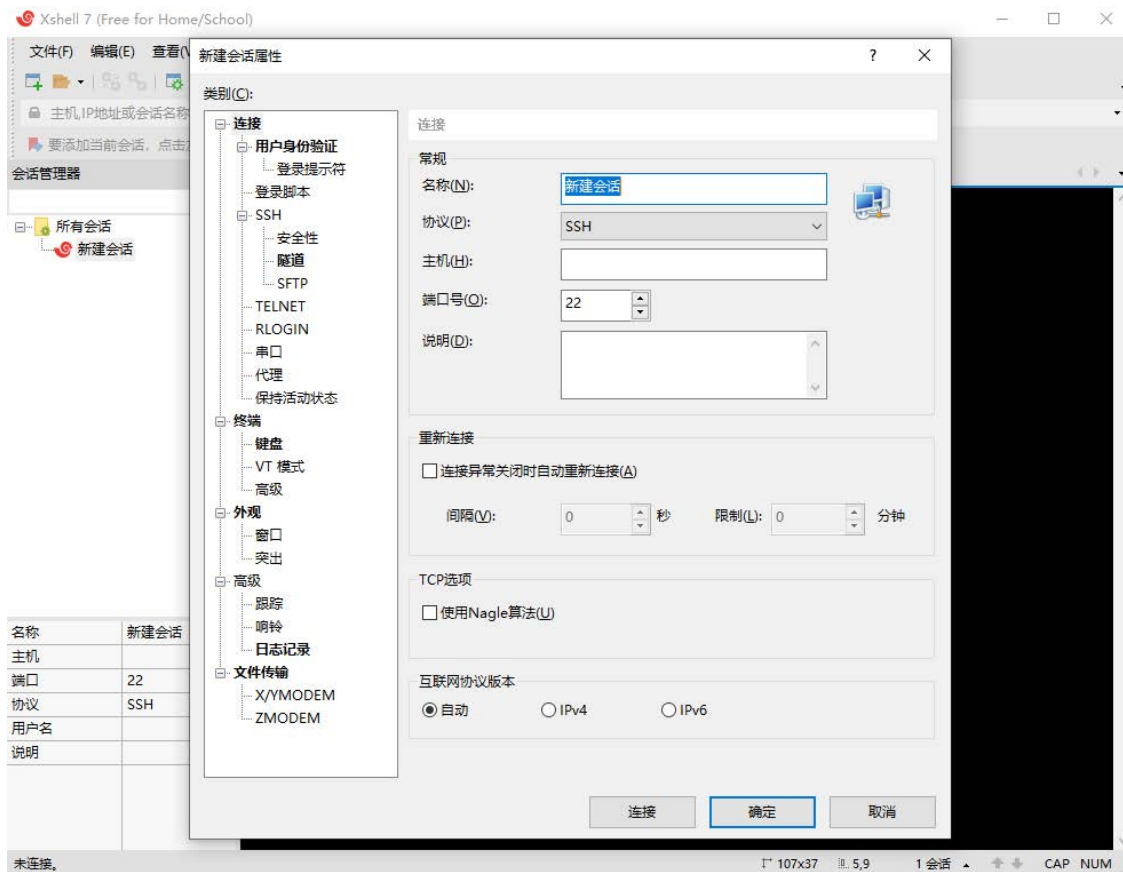 Xshell 7 (Free for Home/School)
文件(F) 编辑(E) 查看(V
新建会话属性
类别(C):
主机,IP地址或会话名称
要添加当前会话，点击
会话管理器
所有会话
新建会话
连接
用户身份验证
登录提示符
登录脚本
SSH
安全性
隧道
SFTP
TELNET
RLOGIN
串口
代理
保持活动状态
终端
键盘
VT 模式
高级
外观
窗口
突出
高级
跟踪
响铃
日志记录
文件传输
X/YMODEM
ZMODEM
连接
常规
名称(N): 新建会话
协议(P): SSH
主机(H):
端口号(O): 22
说明(D):
重新连接
连接异常关闭时自动重新连接(A)
间隔(V): 0 秒 限制(L): 0 分钟
TCP选项
使用Nagle算法(U)
互联网协议版本
自动 IPv4 IPv6
连接 确定 取消
名称 新建会话
主机
端口 22
协议 SSH
用户名
说明
未连接。 107x37 5,9 1 会话 CAP NUM